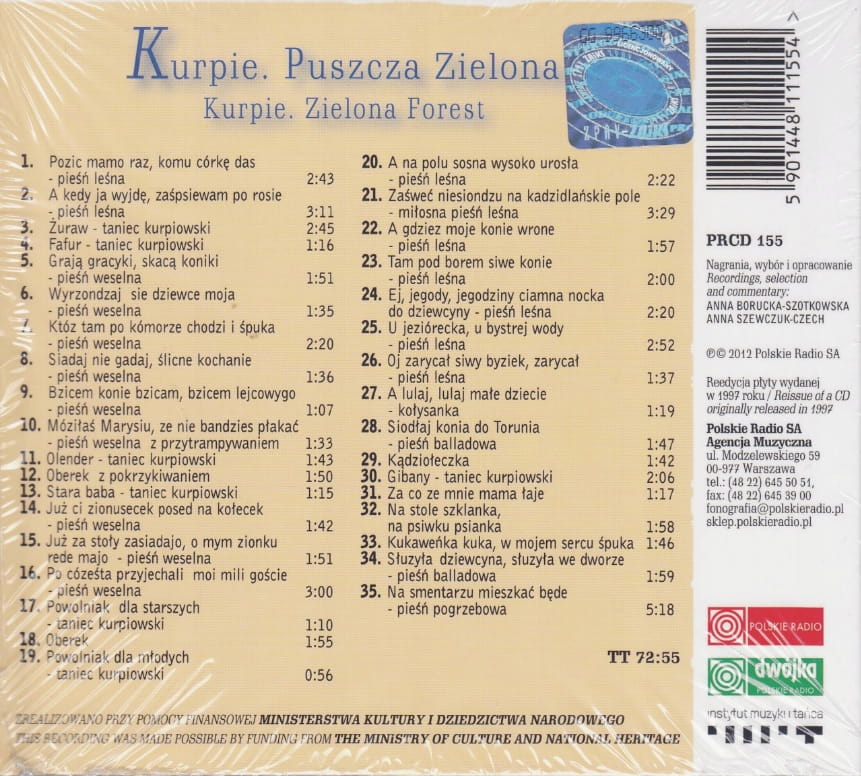 Kurpie. Puszcza Zielona
Kurpie. Zielona Forest
1. Pozic mamo raz, komu córkę das
- pieśń leśna 2:43
2. A kedy ja wyjdę, zaśpsiewam po rosie
- pieśń leśna 3:11
3. Żuraw - taniec kurpiowski 2:45
4. Fafur - taniec kurpiowski 1:16
5. Grają gracyki, skacą koniki
- pieśń weselna 1:51
6. Wyrzondzaj sie dziewce moja
- pieśń weselna 1:35
7. Któz tam po kómorze chodzi i śpuka
- pieśń weselna 2:20
8. Siadaj nie gadaj, ślicne kochanie
- pieśń weselna 1:36
9. Bzicem konie bzicam, bzicem lejcowygo
- pieśń weselna 1:07
10. Móziłaś Marysiu, ze nie bandzies płakać
- pieśń weselna z przytrampywaniem 1:33
11. Olender - taniec kurpiowski 1:43
12. Oberek z pokrzykiwaniem 1:50
13. Stara baba - taniec kurpiowski 1:15
14. Już ci zionusecek posed na kołecek
- pieśń weselna 1:42
15. Już za stoły zasiadajo, o mym zionku
rede majo - pieśń weselna 1:51
16. Po cóześta przyjechali moi mili goście
- pieśń weselna 3:00
17. Powolniak dla starszych
- taniec kurpiowski 1:10
18. Oberek 1:55
19. Powolniak dla młodych
- taniec kurpiowski 0:56
20. A na polu sosna wysoko urosła
- pieśń leśna 2:22
21. Zaśweć niesiondzu na kadzidlańskie pole
- miłosna pieśń leśna 3:29
22. A gdziez moje konie wrone
- pieśń leśna 1:57
23. Tam pod borem siwe konie
- pieśń leśna 2:00
24. Ej, jegody, jegodziny ciamna nocka
do dziewcyny - pieśń leśna 2:20
25. U jeziórecka, u bystrej wody
- pieśń leśna 2:52
26. Oj zarycał siwy byziek, zarycał
- pieśń leśna 1:37
27. A lulaj, lulaj małe dziecie
- kołysanka 1:19
28. Siodłaj konia do Torunia
- pieśń balladowa 1:47
29. Kądziołeczka 1:42
30. Gibany - taniec kurpiowski 2:06
31. Za co ze mnie mama łaje 1:17
32. Na stole szklanka,
na psiwku psianka 1:58
33. Kukaweńka kuka, w mojem sercu śpuka 1:46
34. Służyła dziewcyna, słuzyła we dworze
- pieśń balladowa 1:59
35. Na smentarzu mieszkać będe
- pieśń pogrzebowa 5:18
TT 72:55
ZREALIZOWANO PRZY POMOCY FINANSOWEJ MINISTERSTWA KULTURY I DZIEDZICTWA NARODOWEGO
THIS RECORDING WAS MADE POSSIBLE BY FUNDING FROM THE MINISTRY OF CULTURE AND NATIONAL HERITAGE
5 901448 111554 >
PRCD 155
Nagrania, wybór i opracowanie
Recordings, selection
and commentary:
ANNA BORUCKA-SZOTKOWSKA
ANNA SZEWCZUK-CZECH
℗© 2012 Polskie Radio SA
Reedycja płyty wydanej
w 1997 roku / Reissue of a CD
originally released in 1997
Polskie Radio SA
Agencja Muzyczna
ul. Modzelewskiego 59
00-977 Warszawa
tel.: (48 22) 645 50 51,
fax: (48 22) 645 39 00
fonografia@polskieradio.pl
sklep.polskieradio.pl
POLSKIE RADIO
dwójka
POLSKIE RADIO
instytut muzyki i tańca